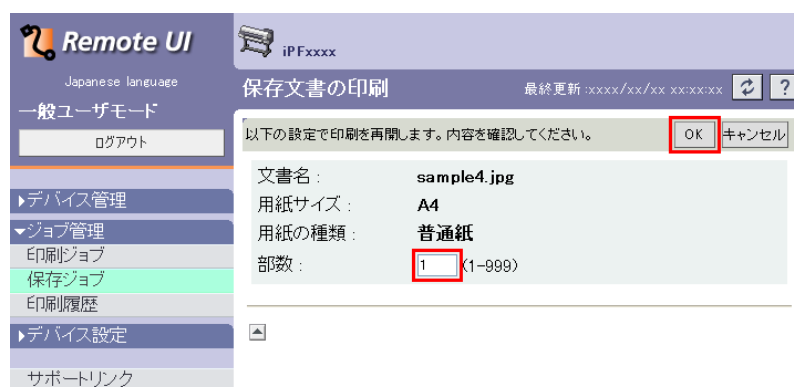 Remote UI
Japanese language
一般ユーザモード
ログアウト
▶デバイス管理
▼ジョブ管理
印刷ジョブ
保存ジョブ
印刷履歴
▶デバイス設定
サポートリンク
iPFxxxx
保存文書の印刷 最終更新 :xxxx/xx/xx xx:xx:xx ?
以下の設定で印刷を再開します。内容を確認してください。 OK キャンセル
文書名 : sample4.jpg
用紙サイズ : A4
用紙の種類 : 普通紙
部数 : 1 (1-999)